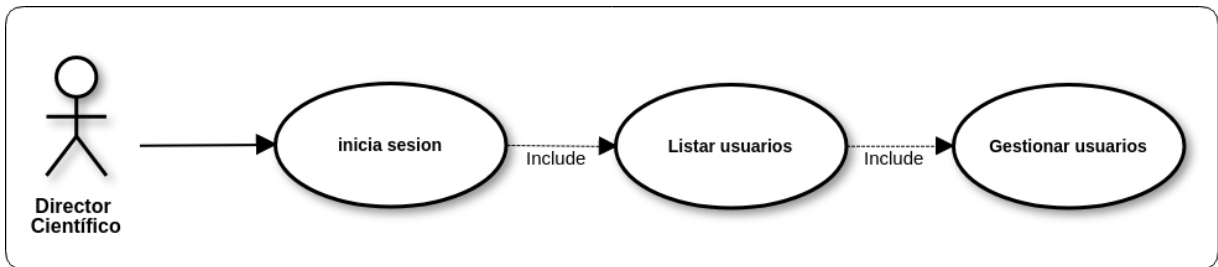 inicia sesion
Include
Listar usuarios
Include
Gestionar usuarios
Director
Científico